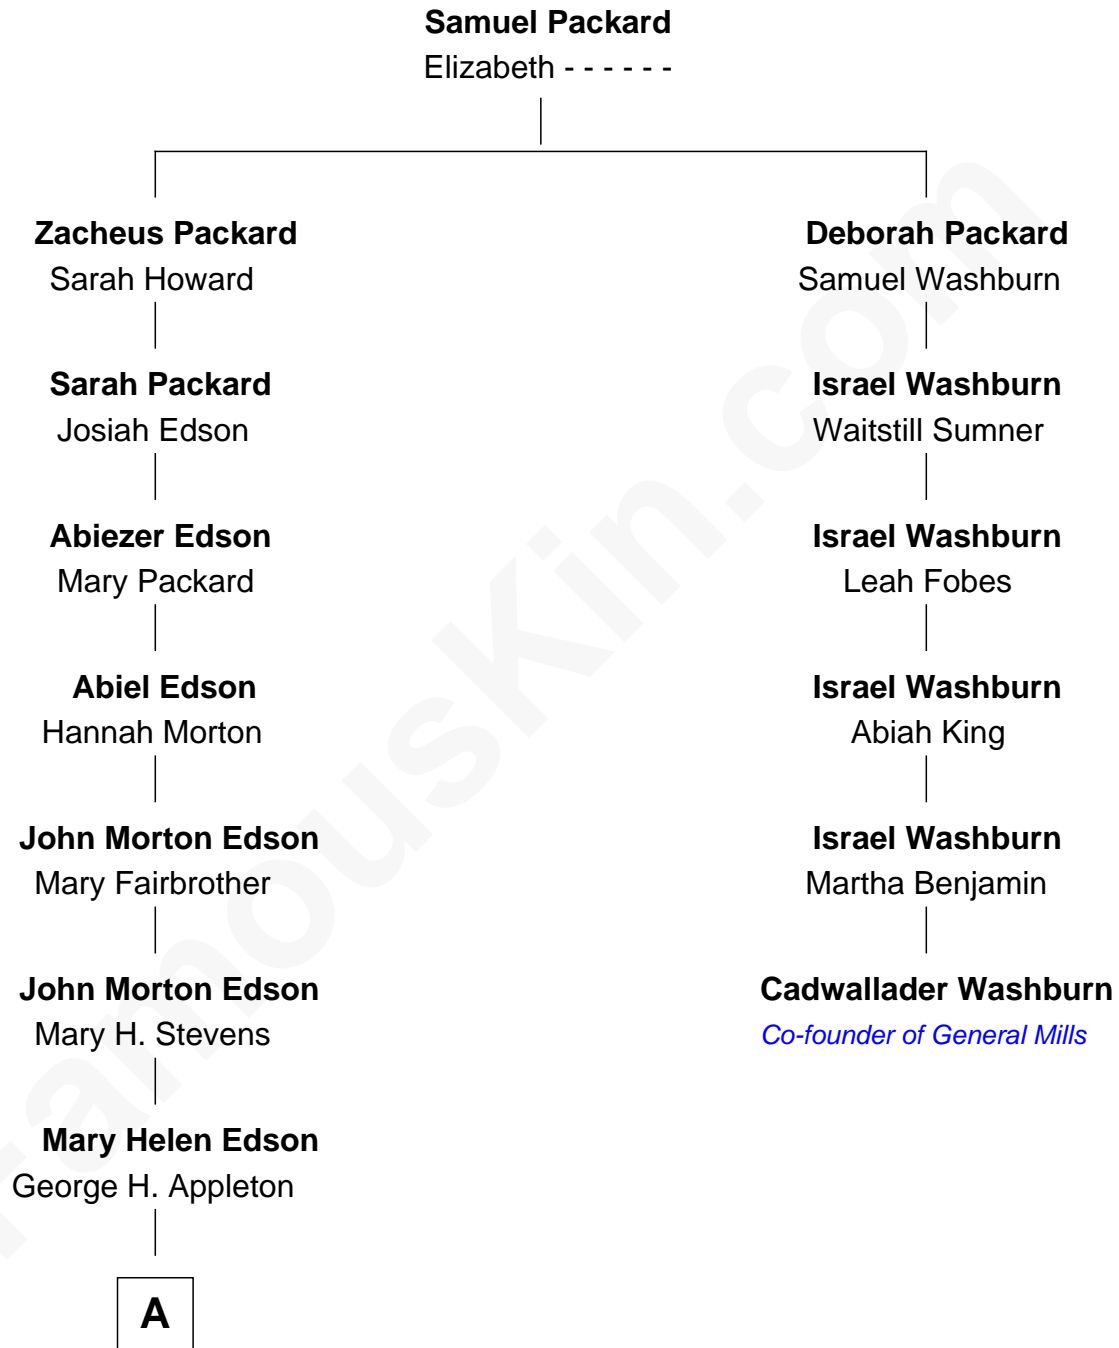 Samuel Packard
Elizabeth - - - - - -
Zacheus Packard
Sarah Howard
Deborah Packard
Samuel Washburn
Sarah Packard
Josiah Edson
Israel Washburn
Waitstill Sumner
Abiezer Edson
Mary Packard
Israel Washburn
Leah Fobes
Abiel Edson
Hannah Morton
Israel Washburn
Abiah King
John Morton Edson
Mary Fairbrother
Israel Washburn
Martha Benjamin
John Morton Edson
Mary H. Stevens
Cadwallader Washburn
Co-founder of General Mills
Mary Helen Edson
George H. Appleton
A
FamousKin.com